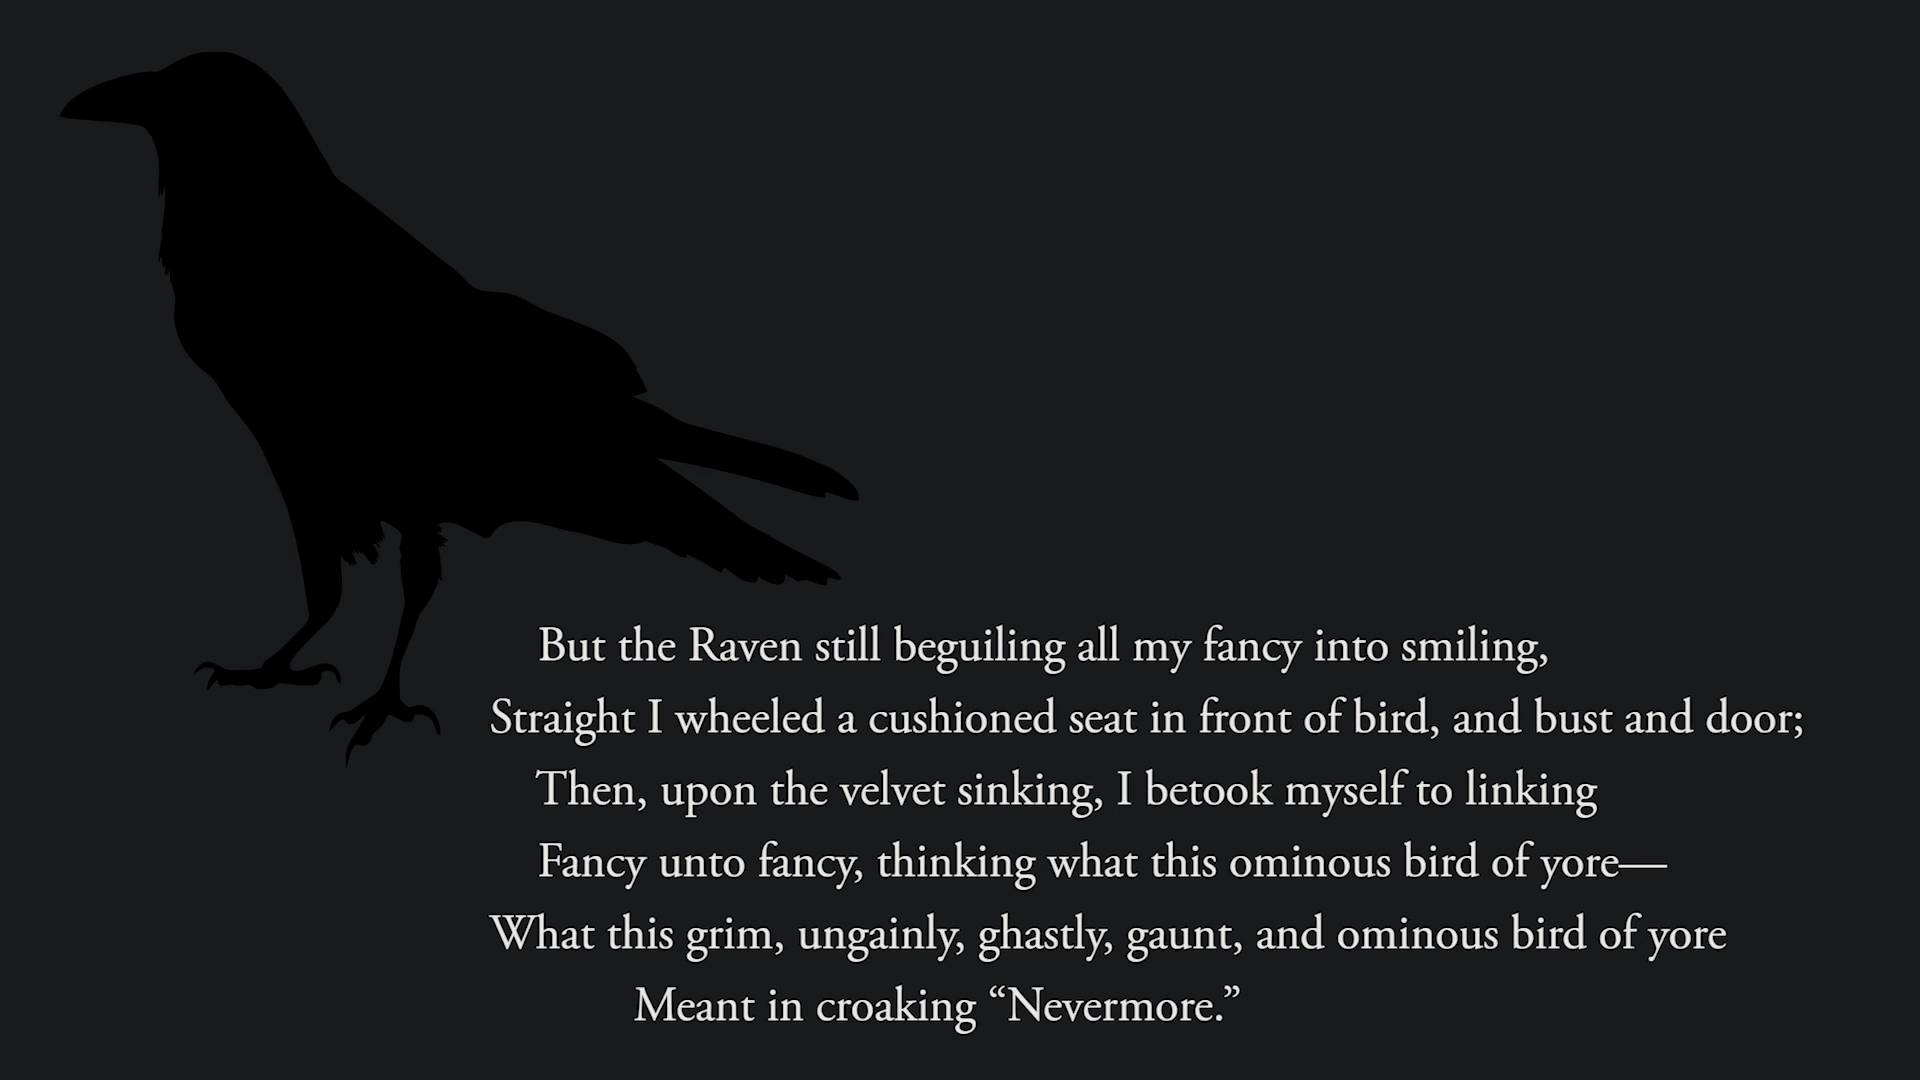 But the Raven still beguiling all my fancy into smiling,
Straight I wheeled a cushioned seat in front of bird, and bust and door;
Then, upon the velvet sinking, I betook myself to linking
Fancy unto fancy, thinking what this ominous bird of yore—
What this grim, ungainly, ghastly, gaunt, and ominous bird of yore
Meant in croaking “Nevermore.”